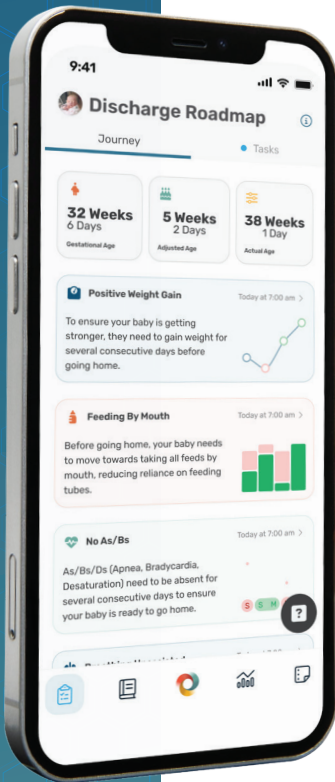 9:41
Discharge Roadmap
Journey
Tasks
32 Weeks
6 Days
Gestational Age
5 Weeks
2 Days
Adjusted Age
38 Weeks
1 Day
Actual Age
Positive Weight Gain
Today at 7:00 am >
To ensure your baby is getting
stronger, they need to gain weight for
several consecutive days before
going home.
Feeding By Mouth
Today at 7:00 am >
Before going home, your baby needs
to move towards taking all feeds by
mouth, reducing reliance on feeding
tubes.
No As/Bs
Today at 7:00 am >
As/Bs/Ds (Apnea, Bradycardia,
Desaturation) need to be absent for
several consecutive days to ensure
your baby is ready to go home.
S S M
?